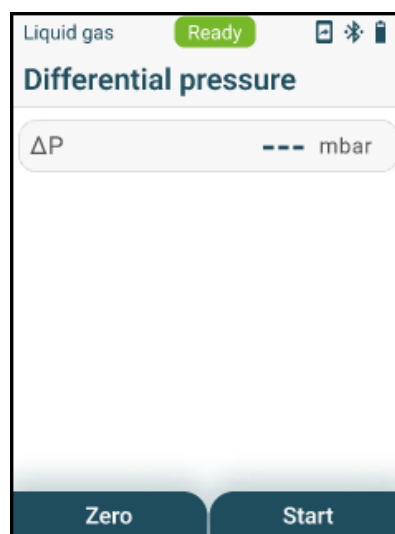 Liquid gas Ready
Differential pressure
ΔP --- mbar
Zero Start